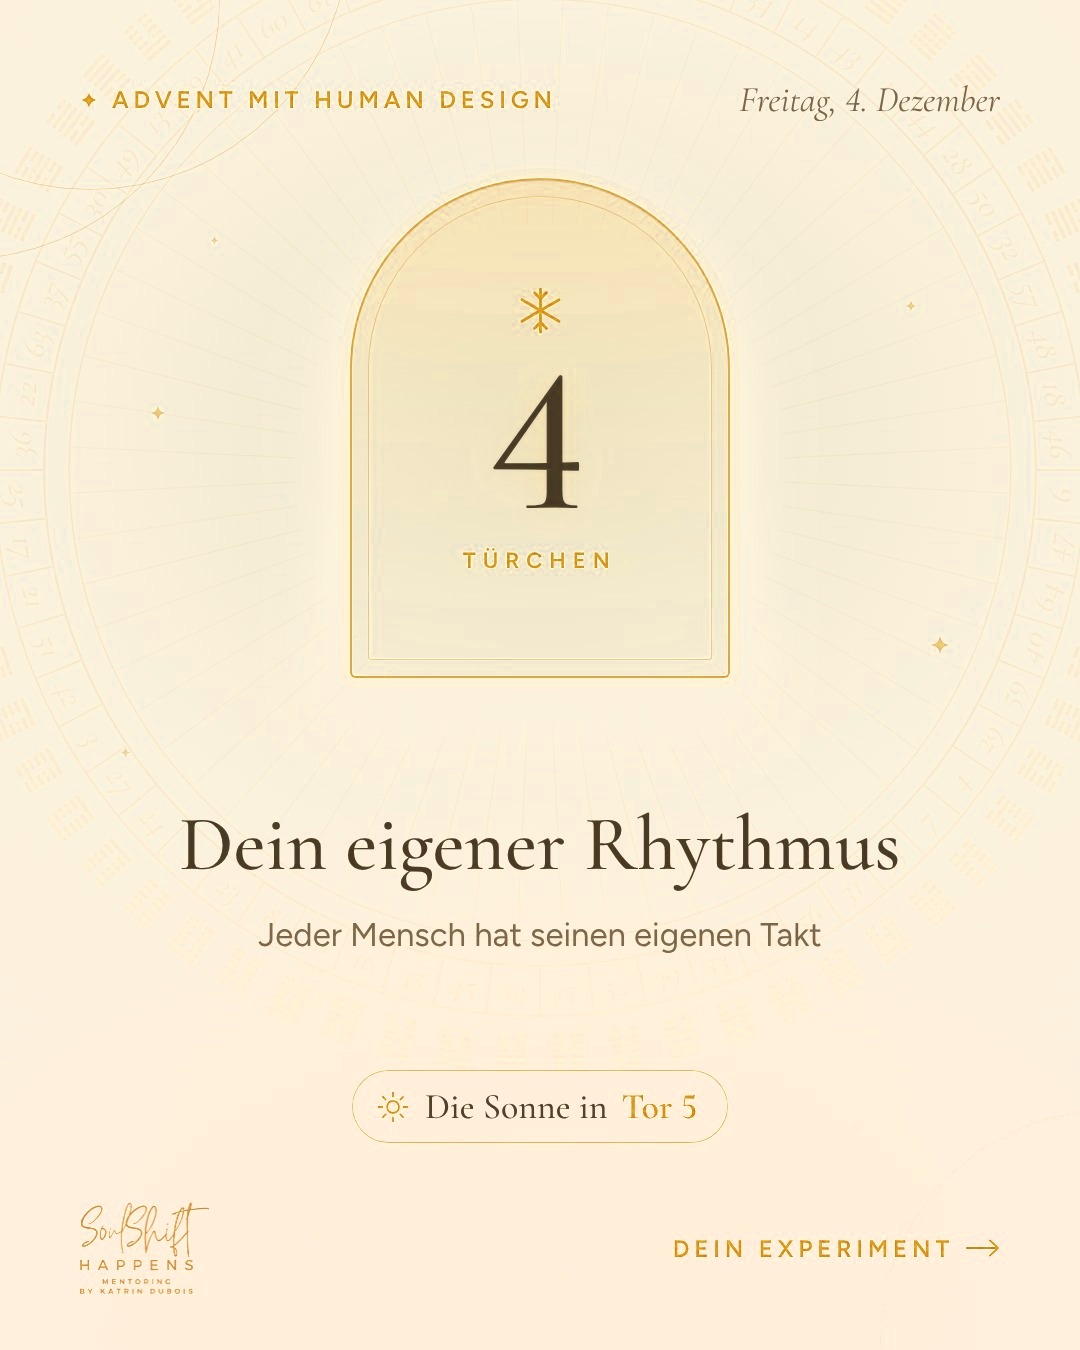 ADVENT MIT HUMAN DESIGN
Freitag, 4. Dezember
4
TÜRCHEN
Dein eigener Rhythmus
Jeder Mensch hat seinen eigenen Takt
Die Sonne in Tor 5
SoulShift
HAPPENS
MENTORING
BY KATRIN DUBOIS
DEIN EXPERIMENT